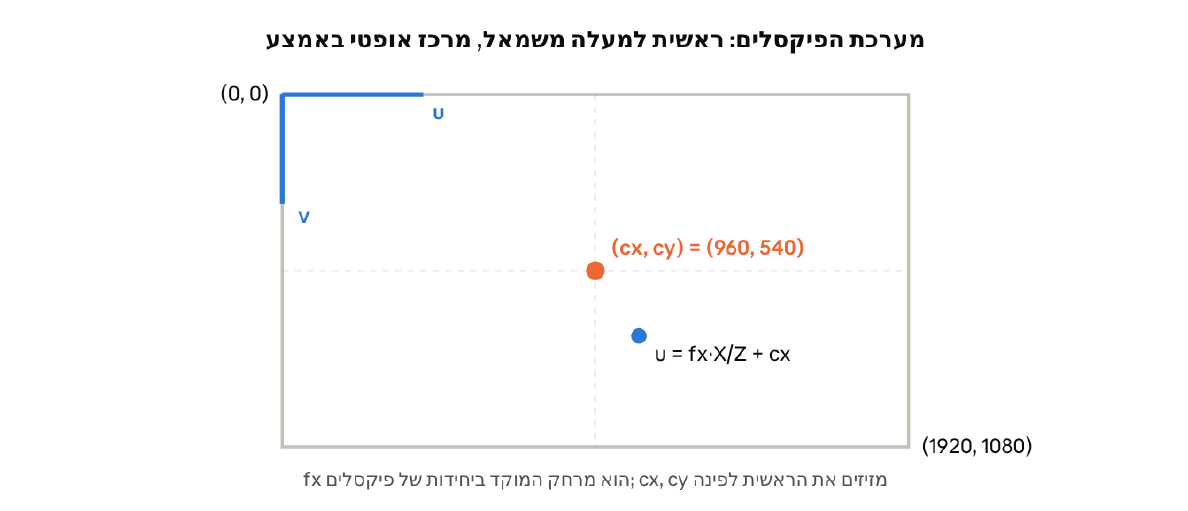 מערכת הפיקסלים: ראשית למעלה משמאל, מרכז אופטי באמצע
(0, 0)
u
v
(cx, cy) = (960, 540)
u = fx·X/Z + cx
(1920, 1080)
fx הוא מרחק המוקד ביחידות של פיקסלים; cx, cy מזיזים את הראשית לפינה